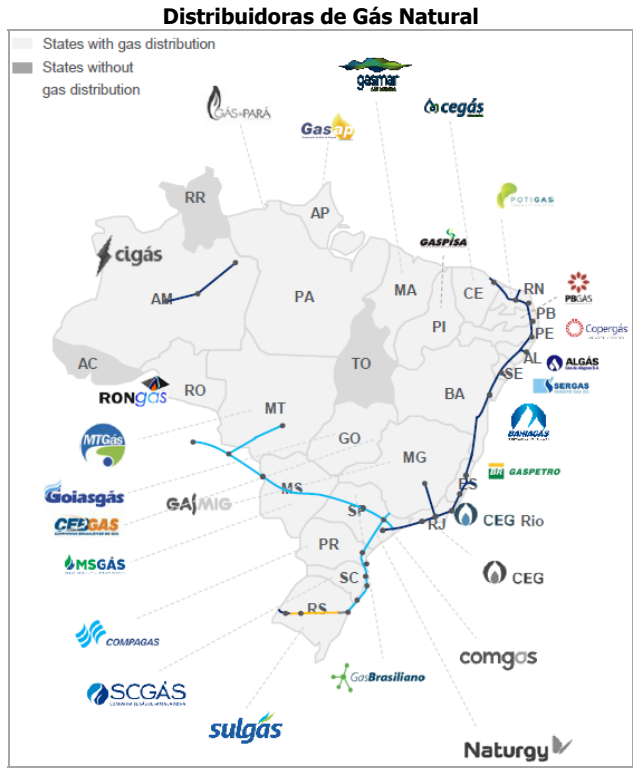 Distribuidoras de Gás Natural
States with gas distribution
States without
gas distribution
gasmar
GÁS PARÁ
Gasap
cegás
POTIGAS
RR
AP
GASPISA
cigás
PBGAS
AM
PA
MA
CE
RN
PB
PI
PE
Copergás
AC
TO
AL
ALGÁS
RO
SE
SERGAS
RONgás
BA
MT
BAHIAGÁS
MTGás
GO
MG
BR GASPETRO
MS
ES
Goiasgás
GASMIG
SP
RJ
CEG Rio
CEBGAS
PR
MSGÁS
SC
CEG
RS
COMPAGAS
comgas
GasBrasiliano
SCGÁS
sulgás
Naturgy